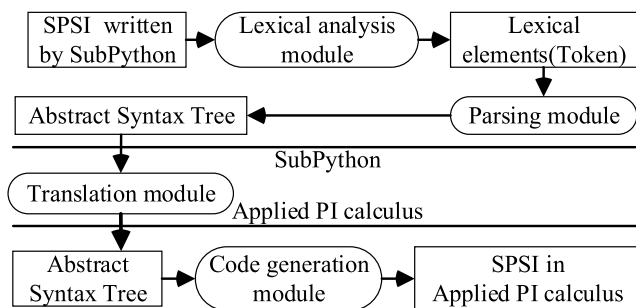 SPSI written
by SubPython
Lexical analysis
module
Lexical
elements(Token)
Abstract Syntax Tree
Parsing module
SubPython
Translation module
Applied PI calculus
Abstract
Syntax Tree
Code generation
module
SPSI in
Applied PI calculus